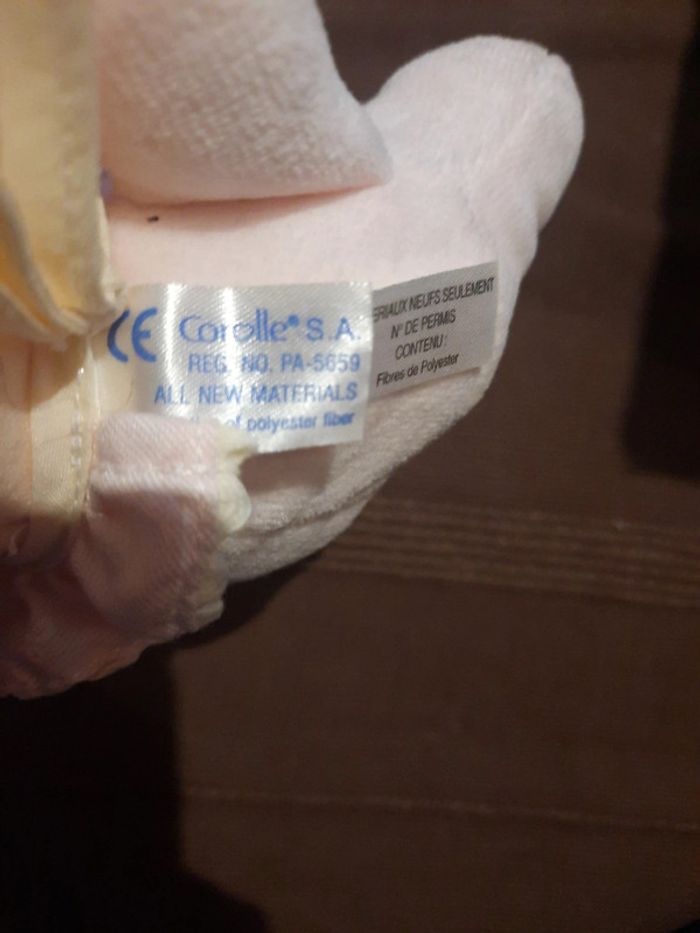 CE Corolle® S.A.
REG. NO. PA-5659
ALL NEW MATERIALS
of polyester fiber
ÉRIAUX NEUFS SEULEMENT
N° DE PERMIS
CONTENU:
Fibres de Polyester